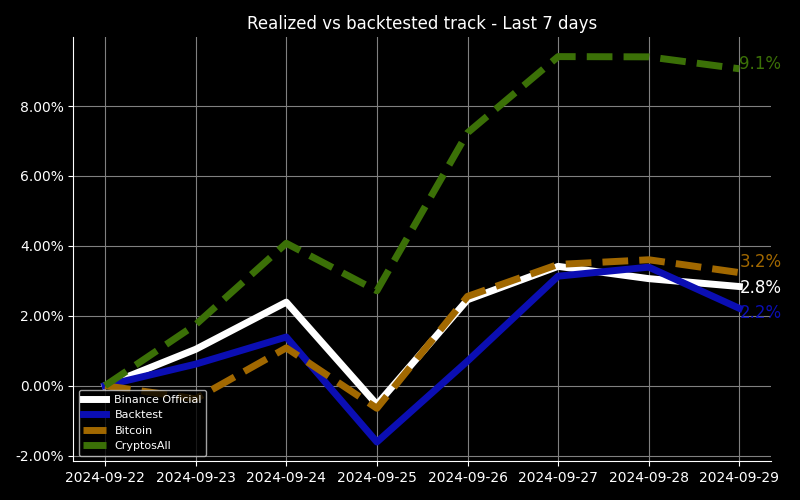 Realized vs backtested track - Last 7 days
9.1%
8.00%
6.00%
4.00%
3.2%
2.8%
2.2%
2.00%
0.00%
-2.00%
Binance Official
Backtest
Bitcoin
CryptosAll
2024-09-22 2024-09-23 2024-09-24 2024-09-25 2024-09-26 2024-09-27 2024-09-28 2024-09-29